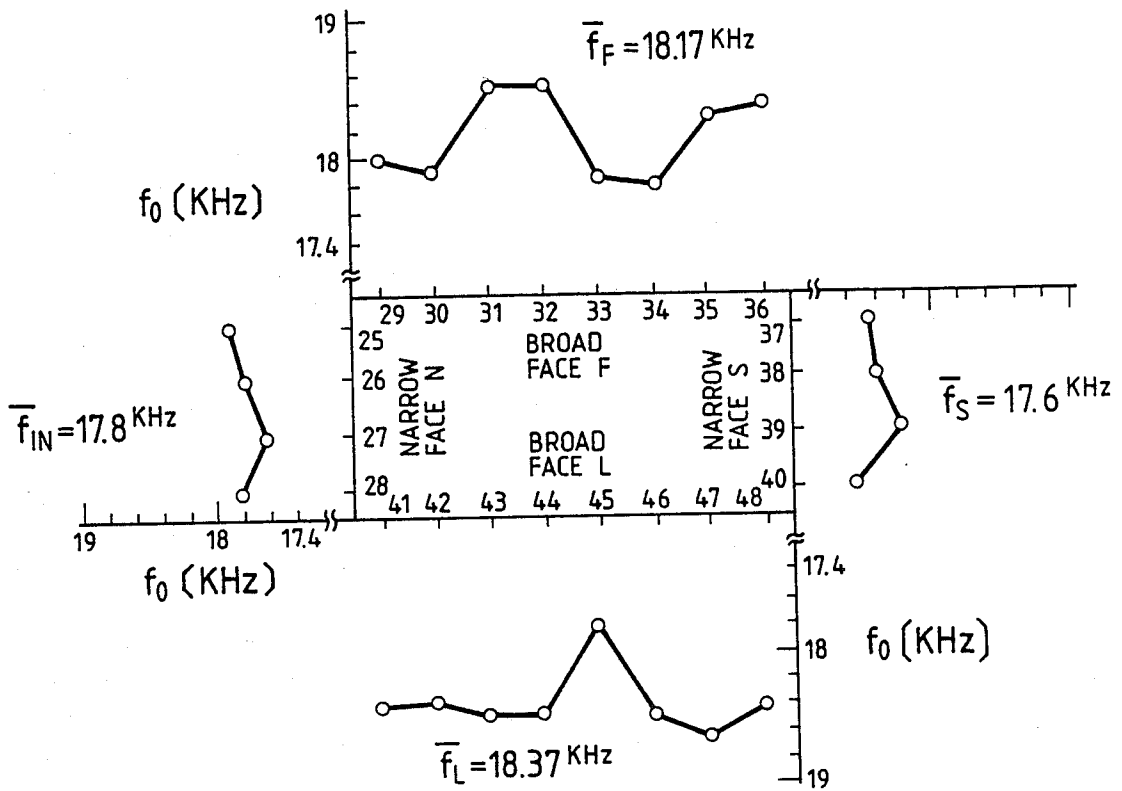 19
f̅F = 18.17 KHz
18
f0 (KHz)
17.4
29 30 31 32 33 34 35 36
25
26
27
28
NARROW
FACE N
BROAD
FACE F
BROAD
FACE L
NARROW
FACE S
37
38
39
40
f̅IN = 17.8 KHz
f̅S = 17.6 KHz
41 42 43 44 45 46 47 48
19 18 17.4
f0 (KHz)
17.4
18
f0 (KHz)
19
f̅L = 18.37 KHz